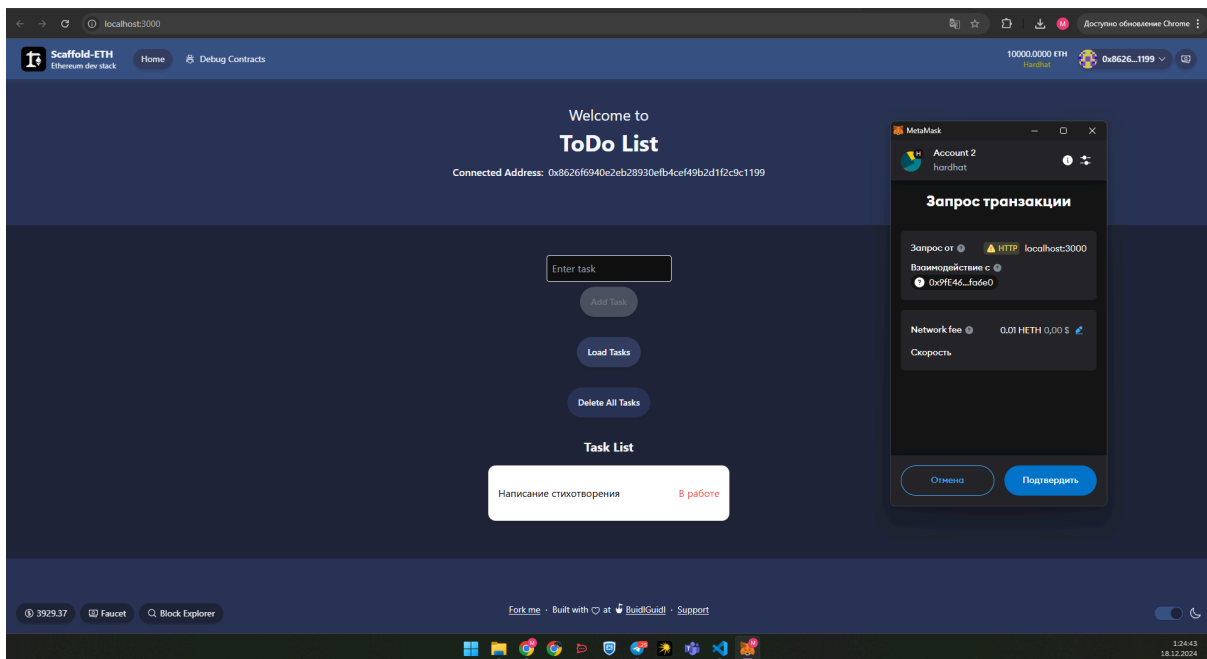 localhost:3000
M
Доступно обновление Chrome
Scaffold-ETH
Ethereum dev stack
Home
Debug Contracts
10000.0000 ETH
Hardhat
0x8626...1199
Welcome to
ToDo List
Connected Address: 0x8626f6940e2eb28930efb4cef49b2d1f2c9c1199
Enter task
Add Task
Load Tasks
Delete All Tasks
Task List
Написание стихотворения В работе
MetaMask
H
Account 2
hardhat
Запрос транзакции
Запрос от HTTP localhost:3000
Взаимодействие с
0x9fE46...fa6e0
Network fee 0.01 HETH 0,00 $
Скорость
Отмена
Подтвердить
3929.37
Faucet
Block Explorer
Fork me · Built with at BuidlGuidl · Support
1:24:43
18.12.2024